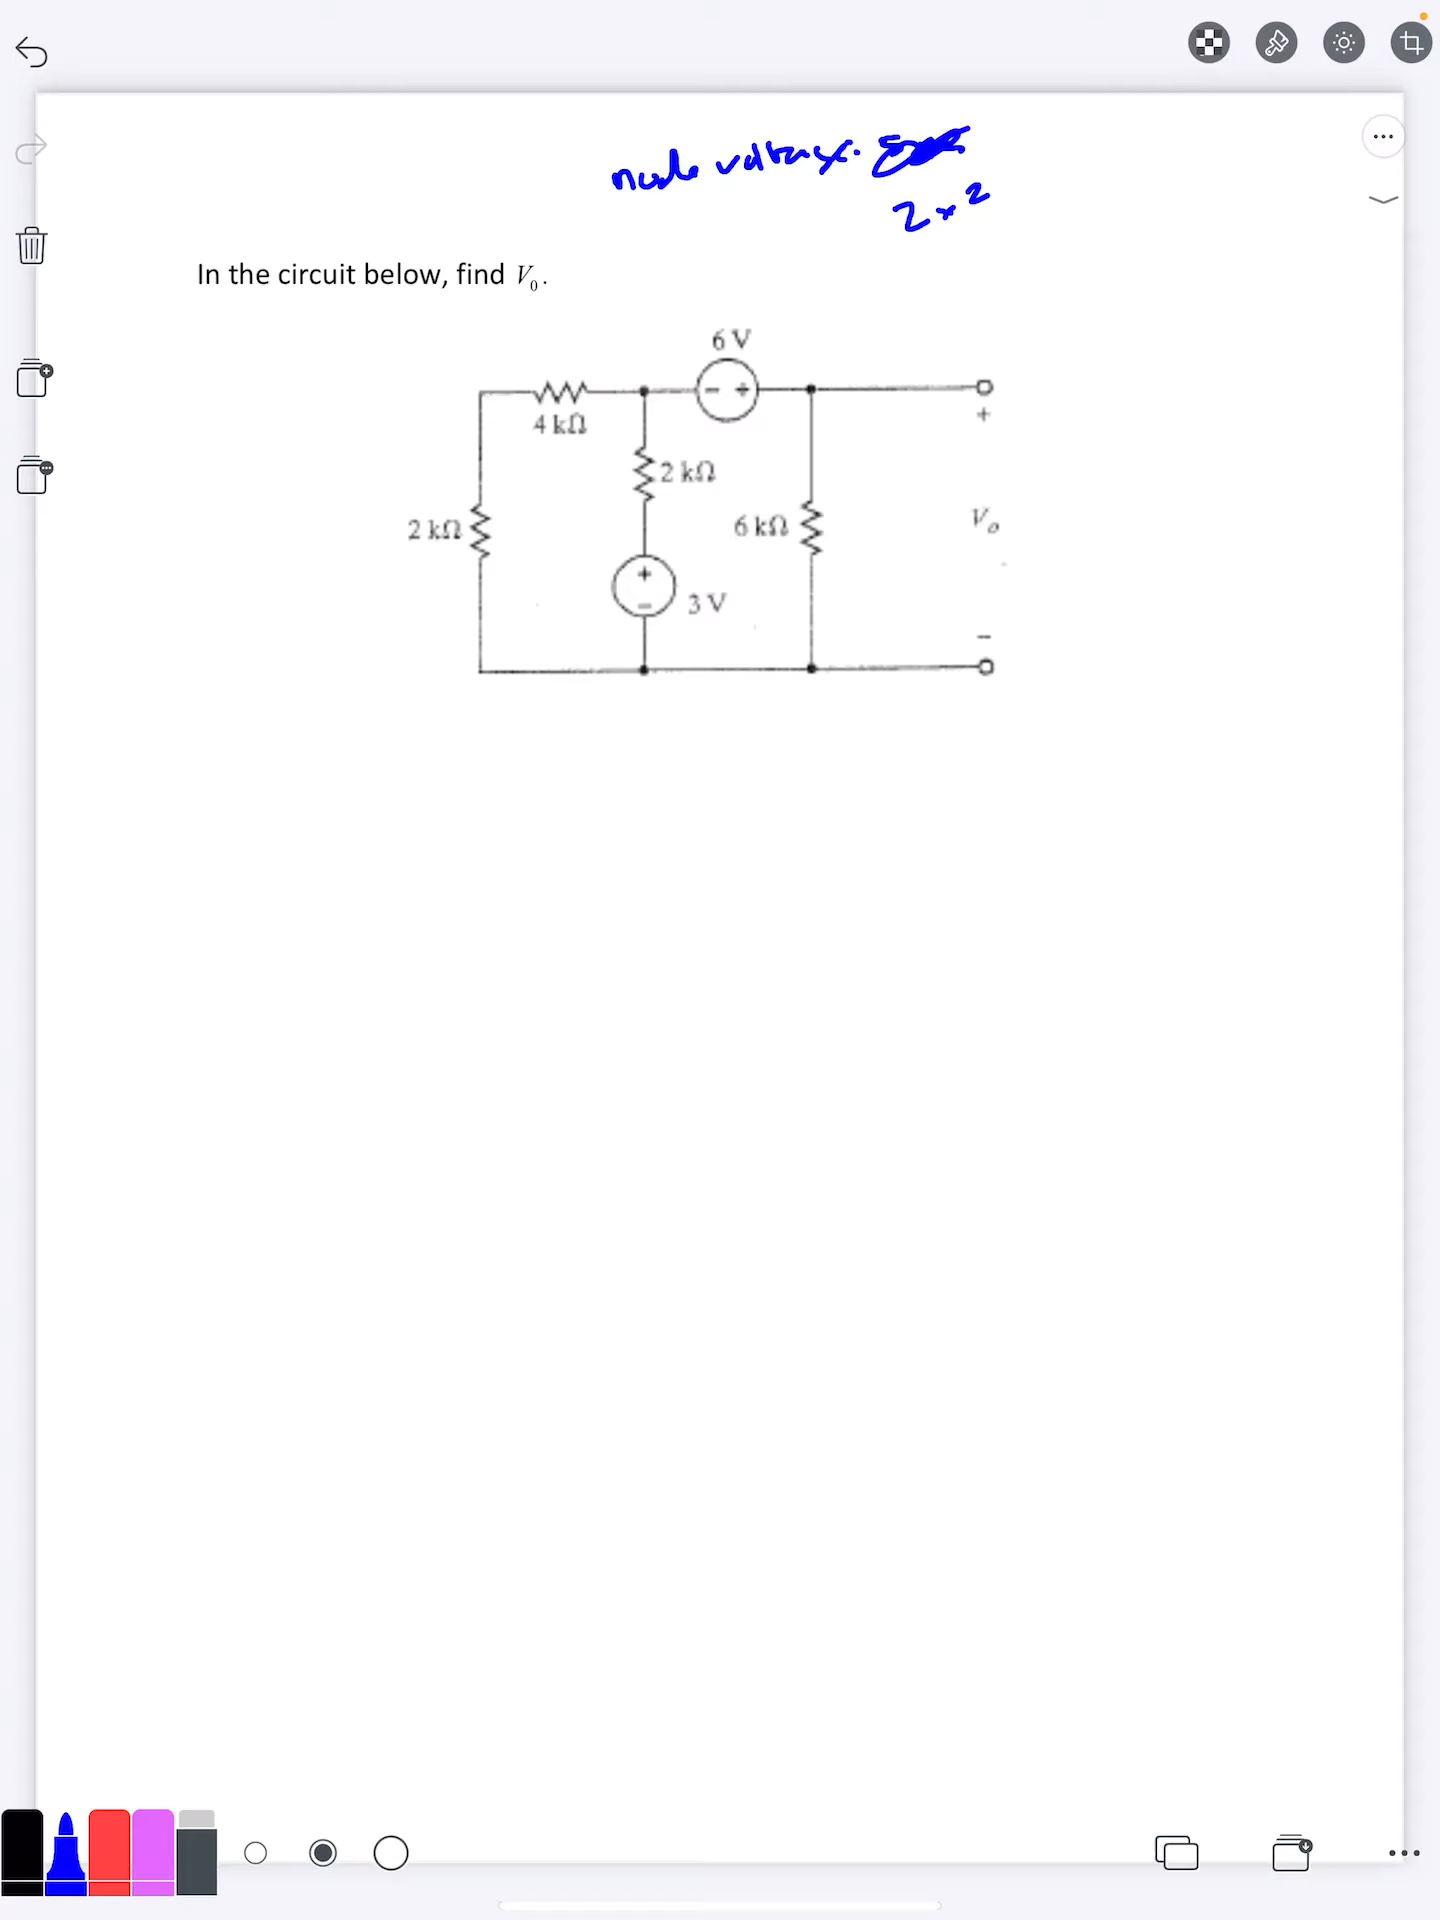 node voltage.
2 x 2
In the circuit below, find V₀.
6 V
− +
4 kΩ
+
2 kΩ
2 kΩ
6 kΩ
Vₒ
+
−
3 V
−